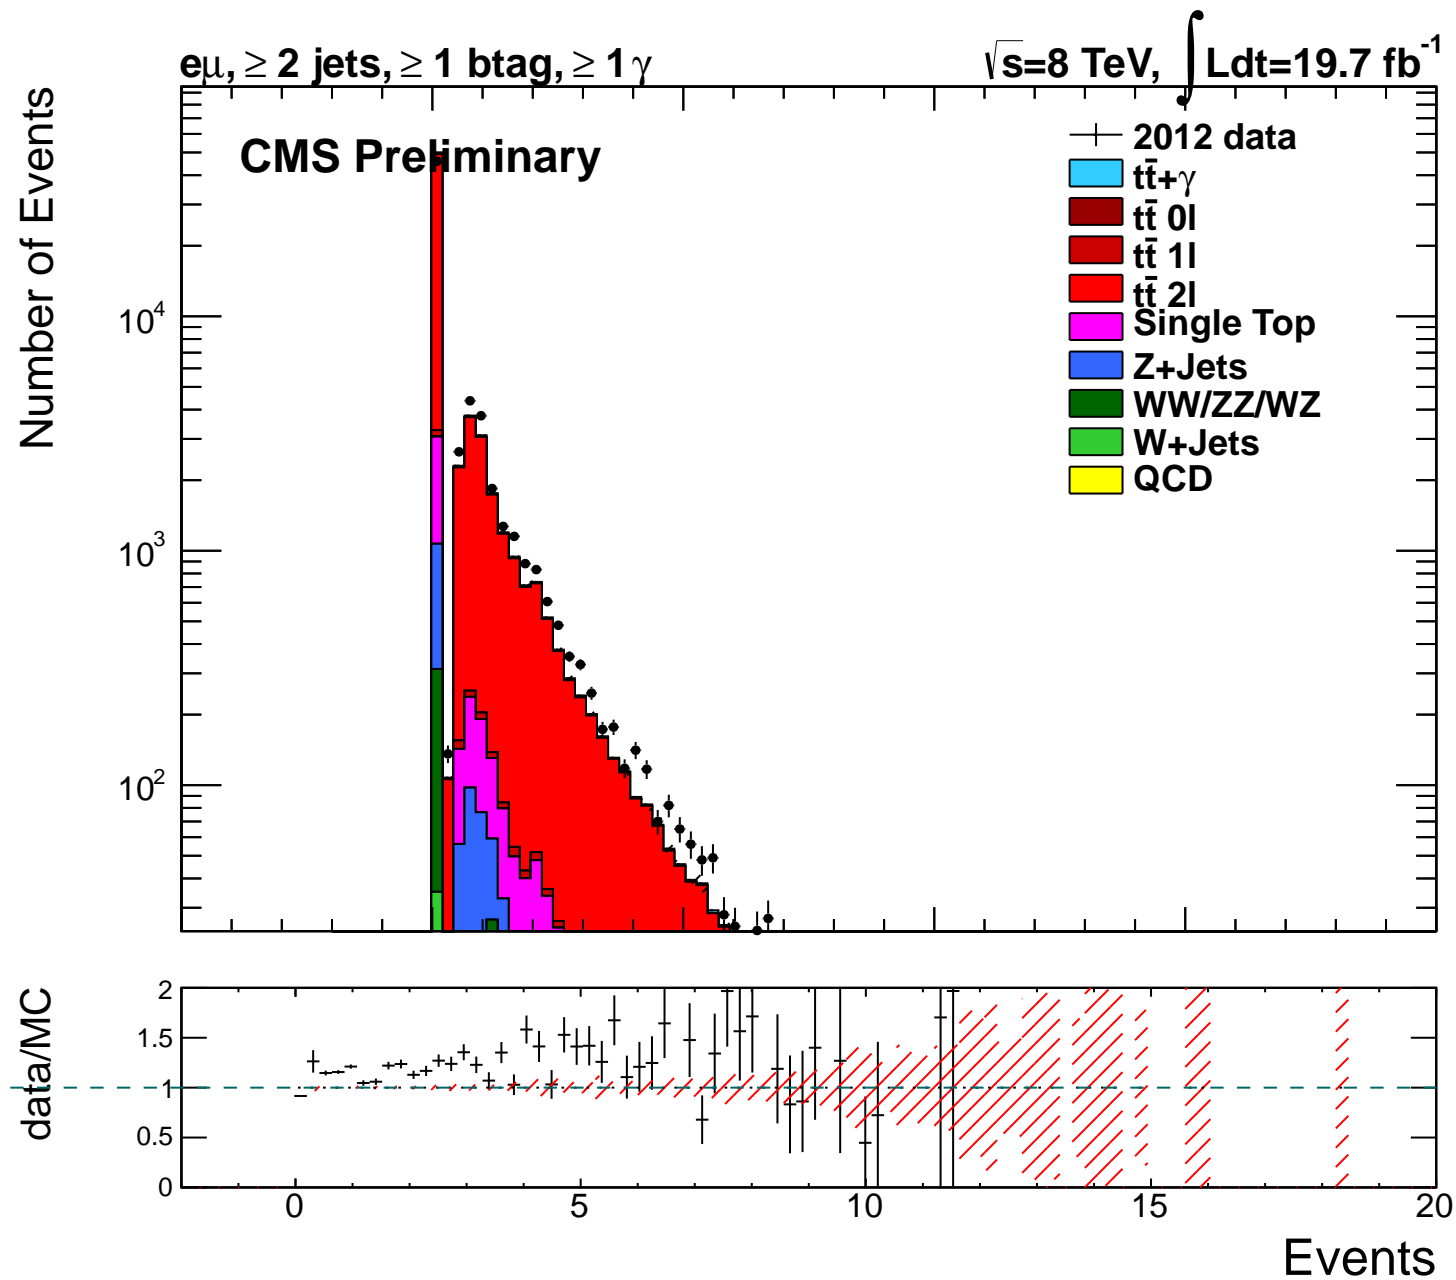 eμ, ≥ 2 jets, ≥ 1 btag, ≥ 1 γ
√s=8 TeV, ∫ Ldt=19.7 fb⁻¹
CMS Preliminary
2012 data
tt̄+γ
tt̄ 0l
tt̄ 1l
tt̄ 2l
Single Top
Z+Jets
WW/ZZ/WZ
W+Jets
QCD
Number of Events
10⁴
10³
10²
data/MC
2
1.5
1
0.5
0
0 5 10 15 20
Events